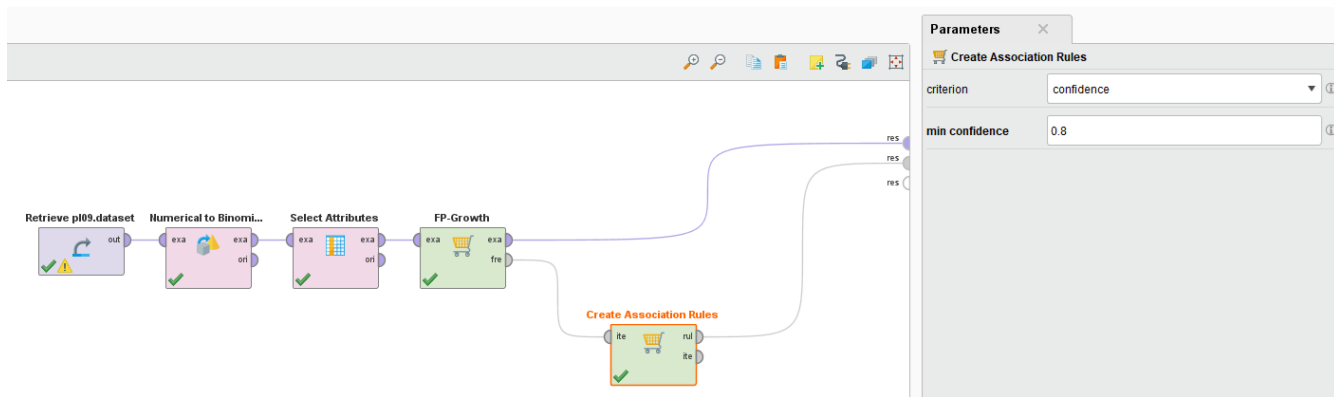 Parameters
Create Association Rules
criterion
confidence
min confidence
0.8
res
res
res
Retrieve pl09.dataset
Numerical to Binomi...
Select Attributes
FP-Growth
out
exa
exa
ori
exa
exa
ori
exa
exa
fre
Create Association Rules
ite
rul
ite